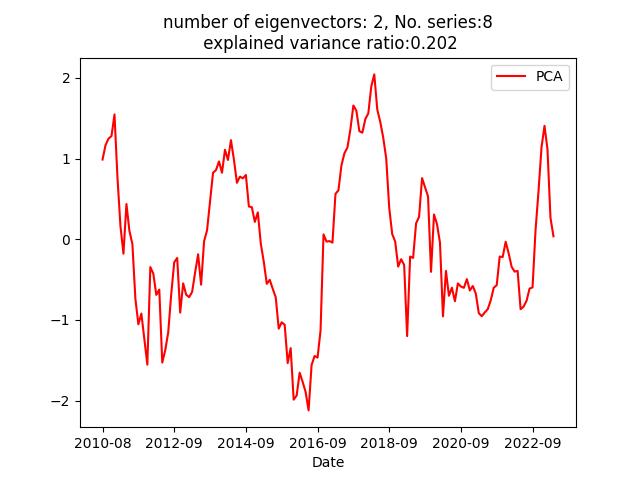 number of eigenvectors: 2, No. series:8
explained variance ratio:0.202
PCA
2
1
0
−1
−2
2010-08 2012-09 2014-09 2016-09 2018-09 2020-09 2022-09
Date